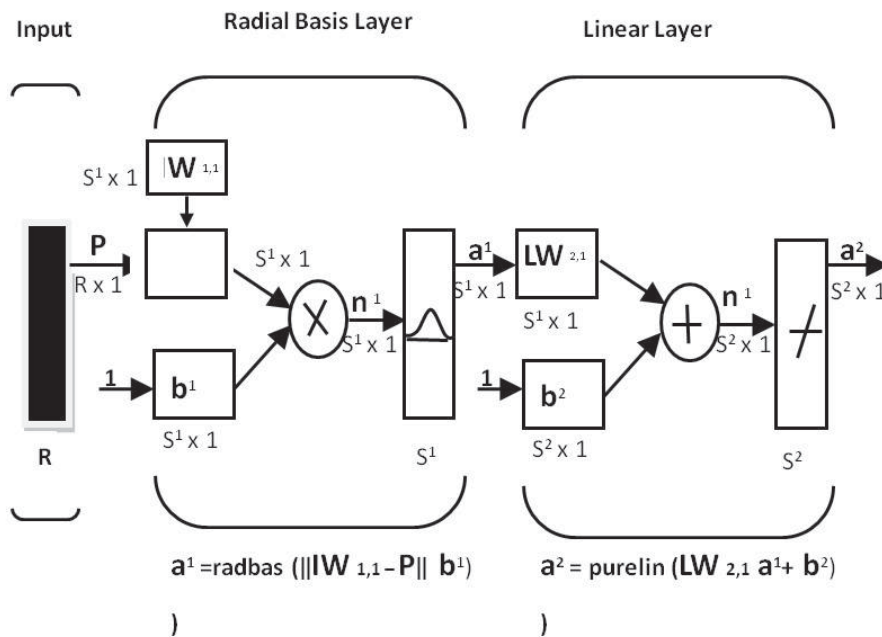 Input
Radial Basis Layer
Linear Layer
S¹ x 1
IW 1,1
P
R x 1
S¹ x 1
n ¹
S¹ x 1
a¹
S¹ x 1
LW 2,1
S¹ x 1
n ¹
S² x 1
a²
S² x 1
1
b¹
S¹ x 1
1
b²
S² x 1
R
S¹
S²
a¹ =radbas (||IW 1,1 – P|| b¹)
)
a² = purelin (LW 2,1 a¹+ b²)
)